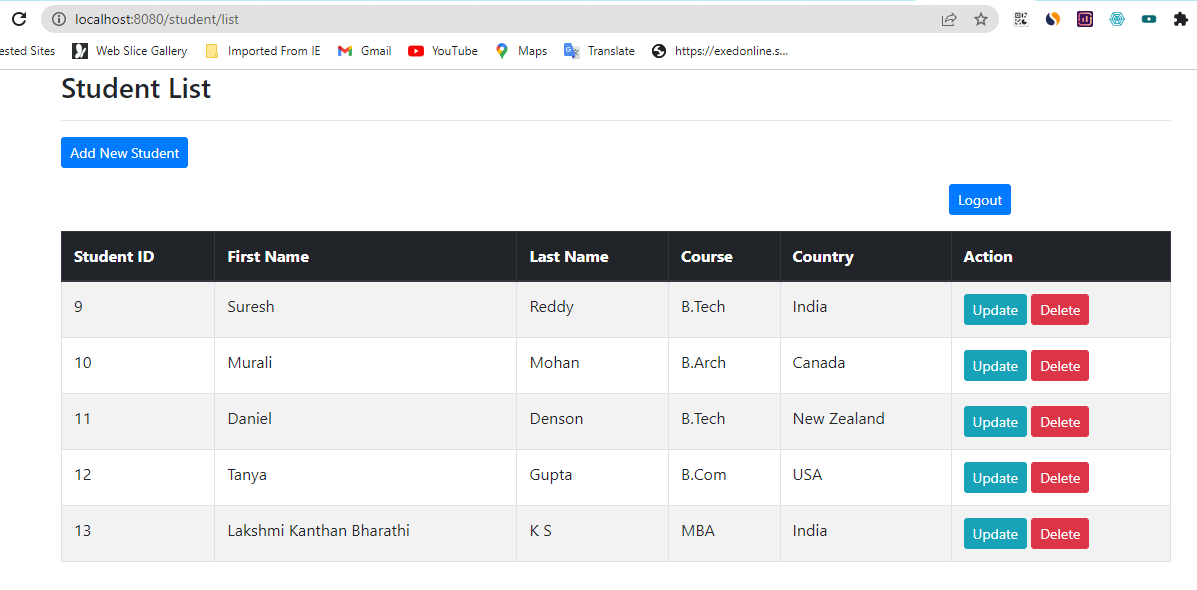 localhost:8080/student/list
ested Sites Web Slice Gallery Imported From IE Gmail YouTube Maps Translate https://exedonline.s...
Student List
Add New Student
Logout
Student ID First Name Last Name Course Country Action
9 Suresh Reddy B.Tech India Update Delete
10 Murali Mohan B.Arch Canada Update Delete
11 Daniel Denson B.Tech New Zealand Update Delete
12 Tanya Gupta B.Com USA Update Delete
13 Lakshmi Kanthan Bharathi K S MBA India Update Delete